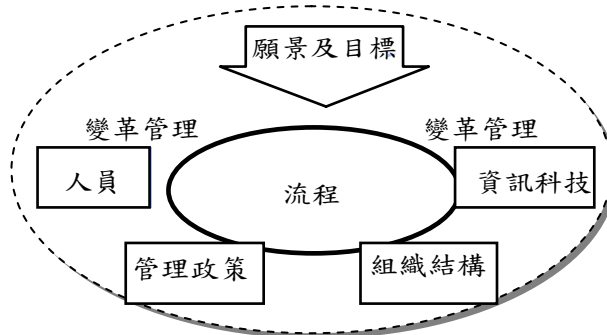 願景及目標
變革管理
變革管理
人員
資訊科技
流程
管理政策
組織結構